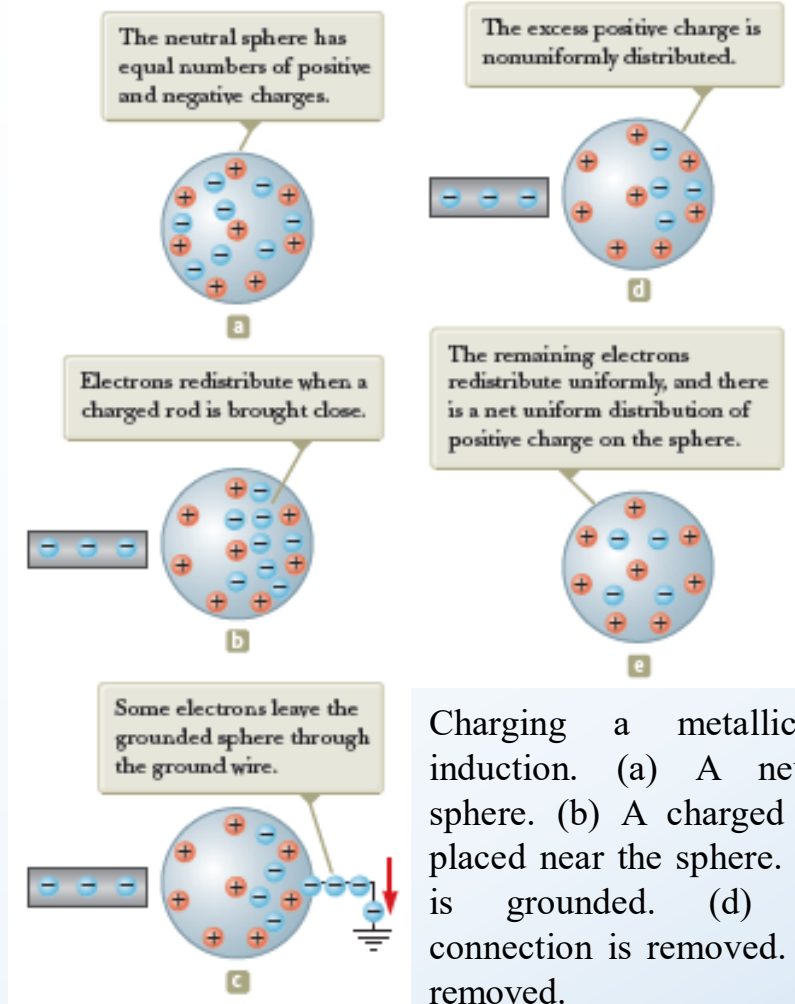 The neutral sphere has
equal numbers of positive
and negative charges.
a
Electrons redistribute when a
charged rod is brought close.
b
Some electrons leave the
grounded sphere through
the ground wire.
c
The excess positive charge is
nonuniformly distributed.
d
The remaining electrons
redistribute uniformly, and there
is a net uniform distribution of
positive charge on the sphere.
e
Charging a metallic
induction. (a) A
sphere. (b) A charged
placed near the sphere.
is grounded. (d)
connection is removed.
removed.